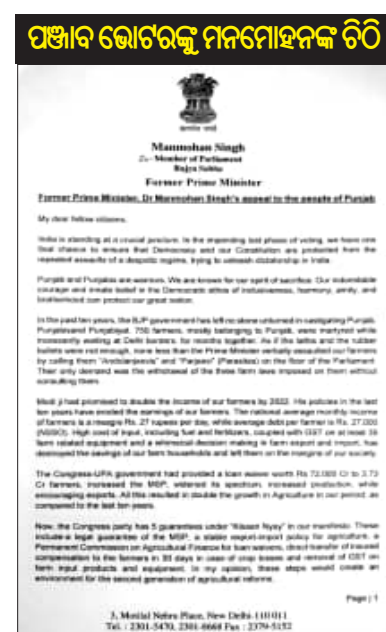 ପଞ୍ଜାବ ଭୋଟରଙ୍କୁ ମନମୋହନଙ୍କ ଚିଠି
Manmohan Singh
Ex- Member of Parliament
Rajya Sabha
Former Prime Minister
Former Prime Minister, Dr Manmohan Singh's appeal to the people of Punjab
My dear fellow citizens,
India is standing at a crucial juncture. In the impending last phase of voting, we have one
final chance to ensure that Democracy and our Constitution are protected from the
repeated assaults of a despotic regime, trying to unleash dictatorship in India.
Punjab and Punjabis are warriors. We are known for our spirit of sacrifice. Our indomitable
courage and innate belief in the Democratic ethos of inclusiveness, harmony, amity, and
brotherhood can protect our great nation.
In the past ten years, the BJP government has left no stone unturned in castigating Punjab,
Punjabis and Punjabiyat. 750 farmers, mostly belonging to Punjab, were martyred while
incessantly waiting at Delhi borders, for months together. As if the lathis and the rubber
bullets were not enough, none less than the Prime Minister verbally assaulted our farmers
by calling them "Andolanjeevis" and "Parjeevi" (Parasites) on the floor of the Parliament.
Their only demand was the withdrawal of the three farm laws imposed on them without
consulting them.
Modi ji had promised to double the income of our farmers by 2022. His policies in the last
ten years have eroded the earnings of our farmers. The national average monthly income
of farmers is a meagre Rs. 27 rupees per day, while average debt per farmer is Rs. 27,000
(NSSO). High cost of input, including fuel and fertilizers, coupled with GST on at least 35
farm related equipment and a whimsical decision making in farm export and import, has
destroyed the savings of our farm households and left them on the margins of our society.
The Congress-UPA government had provided a loan waiver worth Rs 72,000 Cr to 3.73
Cr farmers, increased the MSP, widened its spectrum, increased production, while
encouraging exports. All this resulted in double the growth in Agriculture in our period, as
compared to the last ten years.
Now, the Congress party has 5 guarantees under "Kisaan Nyay" in our manifesto. These
include a legal guarantee of the MSP, a stable export-import policy for agriculture, a
Permanent Commission on Agricultural Finance for loan waivers, direct transfer of insured
compensation to the farmers in 30 days in case of crop losses and removal of GST on
farm input products and equipment. In my opinion, these steps would create an
environment for the second generation of agricultural reforms.
Page | 1
3, Motilal Nehru Place, New Delhi-110 011
Tel. : 2301-5470, 2301-0668 Fax : 2379-5152